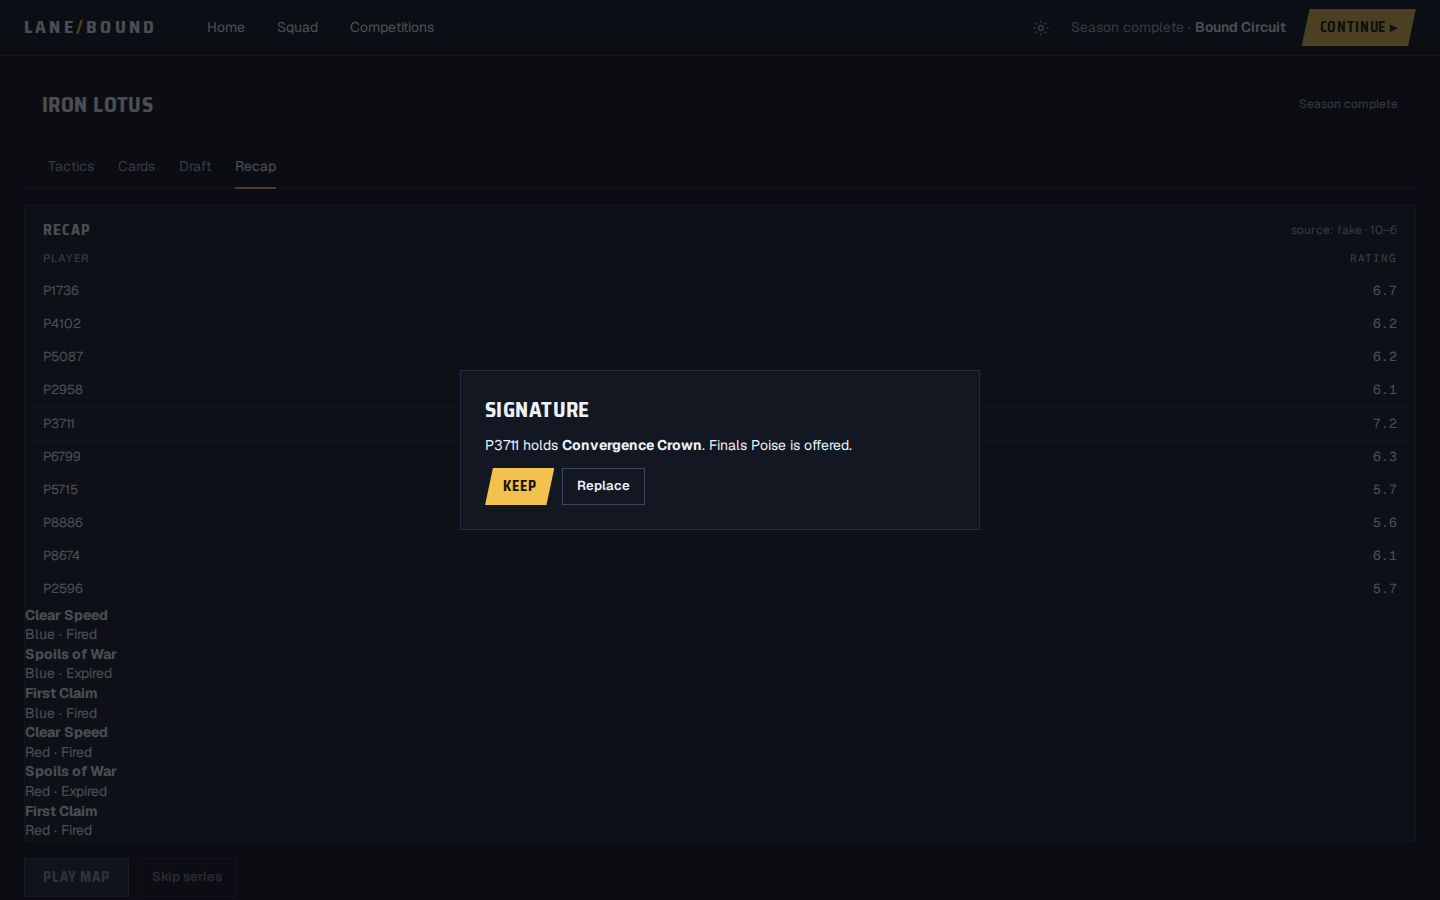 LANE/BOUND Home Squad Competitions Season complete · Bound Circuit CONTINUE ▸
IRON LOTUS Season complete
Tactics Cards Draft Recap
RECAP source: fake · 10–6
PLAYER RATING
P1736 6.7
P4102 6.2
P5087 6.2
P2958 6.1
P3711 7.2
P6799 6.3
P5715 5.7
P8886 5.6
P8674 6.1
P2596 5.7
SIGNATURE
P3711 holds Convergence Crown. Finals Poise is offered.
KEEP Replace
Clear Speed
Blue · Fired
Spoils of War
Blue · Expired
First Claim
Blue · Fired
Clear Speed
Red · Fired
Spoils of War
Red · Expired
First Claim
Red · Fired
PLAY MAP Skip series